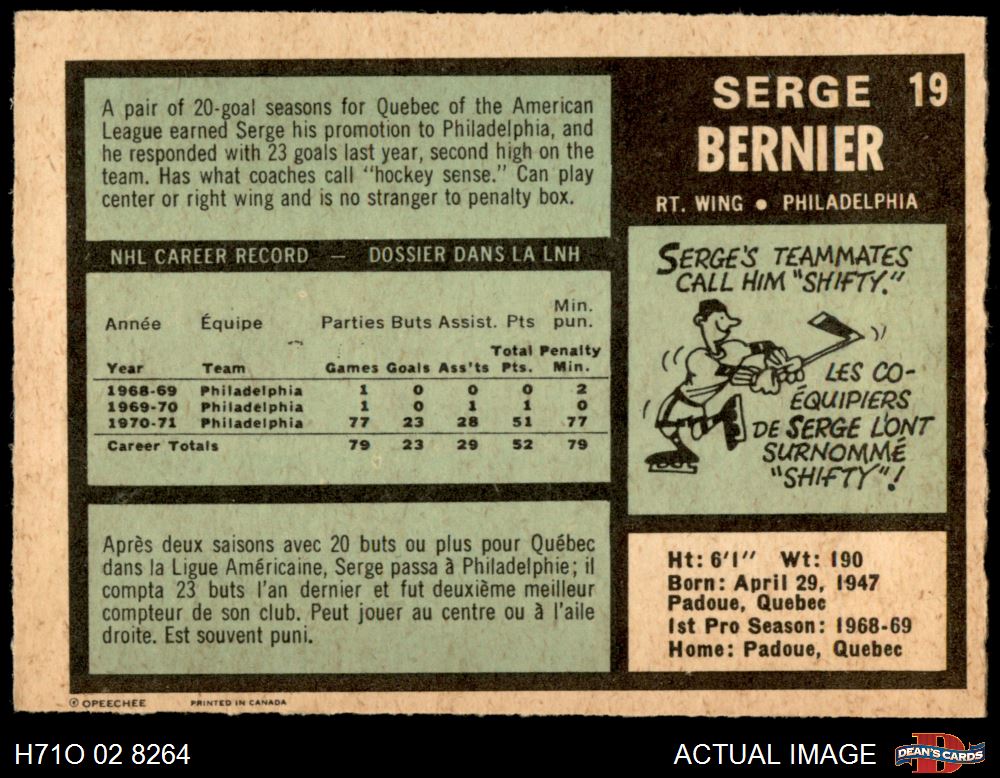 A pair of 20-goal seasons for Quebec of the American
League earned Serge his promotion to Philadelphia, and
he responded with 23 goals last year, second high on the
team. Has what coaches call "hockey sense." Can play
center or right wing and is no stranger to penalty box.
NHL CAREER RECORD — DOSSIER DANS LA LNH
Min.
Année Équipe Parties Buts Assist. Pts pun.
Total Penalty
Year Team Games Goals Ass'ts Pts. Min.
1968-69 Philadelphia 1 0 0 0 2
1969-70 Philadelphia 1 0 1 1 0
1970-71 Philadelphia 77 23 28 51 77
Career Totals 79 23 29 52 79
Après deux saisons avec 20 buts ou plus pour Québec
dans la Ligue Américaine, Serge passa à Philadelphie; il
compta 23 buts l'an dernier et fut deuxième meilleur
compteur de son club. Peut jouer au centre ou à l'aile
droite. Est souvent puni.
SERGE 19
BERNIER
RT. WING • PHILADELPHIA
SERGE'S TEAMMATES
CALL HIM "SHIFTY."
LES CO-
ÉQUIPIERS
DE SERGE L'ONT
SURNOMMÉ
"SHIFTY"!
Ht: 6'1" Wt: 190
Born: April 29, 1947
Padoue, Quebec
1st Pro Season: 1968-69
Home: Padoue, Quebec
© OPEECHEE PRINTED IN CANADA
H71O 02 8264 ACTUAL IMAGE DEAN'S CARDS